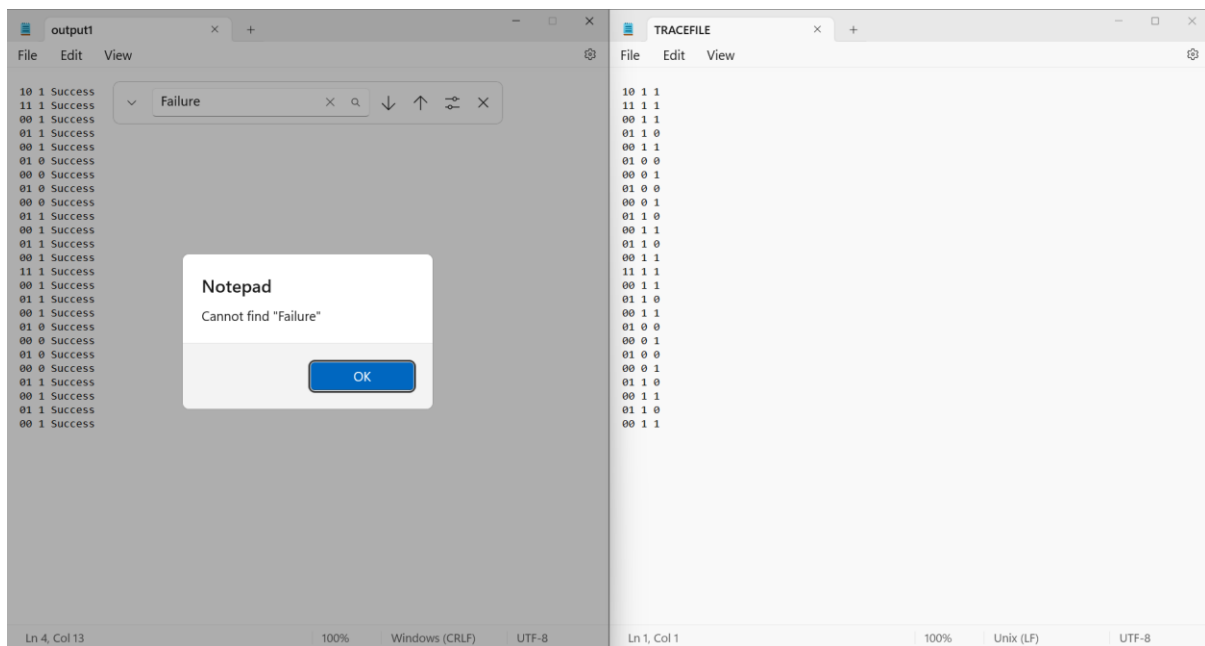 output1
File Edit View
Failure
10 1 Success
11 1 Success
00 1 Success
01 1 Success
00 1 Success
01 0 Success
00 0 Success
01 0 Success
00 0 Success
01 1 Success
00 1 Success
01 1 Success
00 1 Success
11 1 Success
00 1 Success
01 1 Success
00 1 Success
01 0 Success
00 0 Success
01 0 Success
00 0 Success
01 1 Success
00 1 Success
01 1 Success
00 1 Success
Notepad
Cannot find "Failure"
OK
Ln 4, Col 13 100% Windows (CRLF) UTF-8
TRACEFILE
File Edit View
10 1 1
11 1 1
00 1 1
01 1 0
00 1 1
01 0 0
00 0 1
01 0 0
00 0 1
01 1 0
00 1 1
01 1 0
00 1 1
11 1 1
00 1 1
01 1 0
00 1 1
01 0 0
00 0 1
01 0 0
00 0 1
01 1 0
00 1 1
01 1 0
00 1 1
Ln 1, Col 1 100% Unix (LF) UTF-8